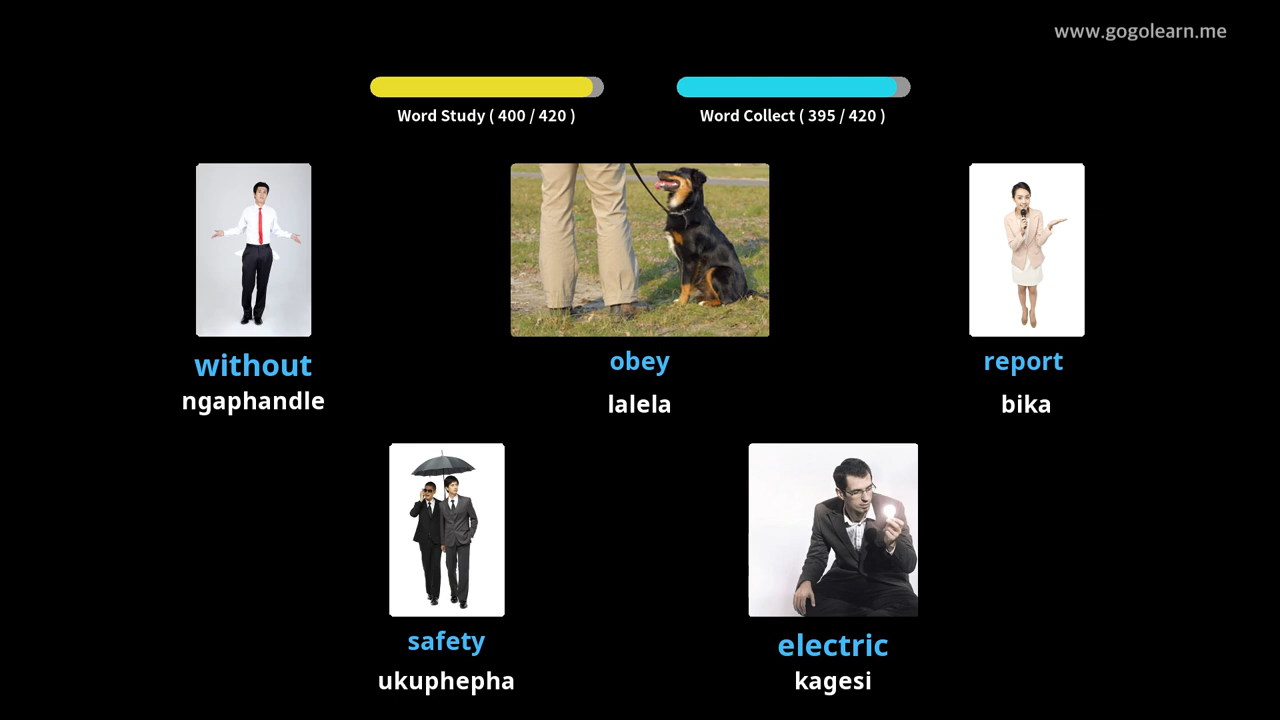 www.gogolearn.me
Word Study ( 400 / 420 )
Word Collect ( 395 / 420 )
without
ngaphandle
obey
lalela
report
bika
safety
ukuphepha
electric
kagesi